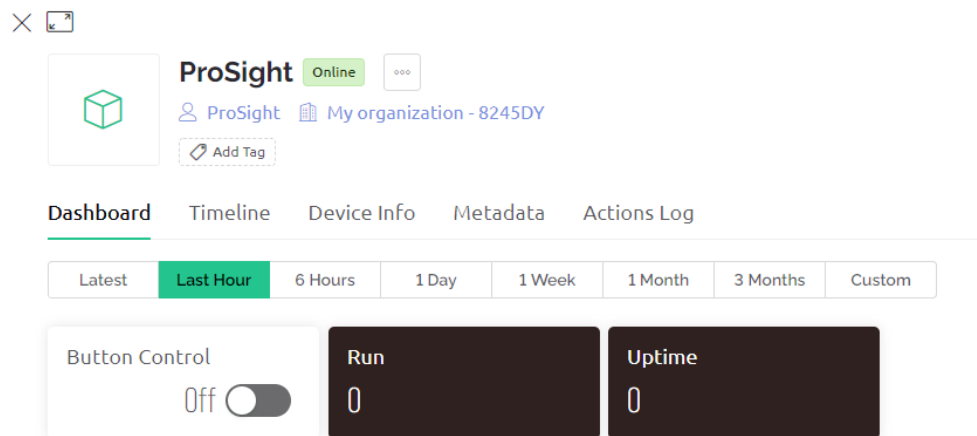 ProSight Online
ProSight My organization - 8245DY
Add Tag
Dashboard Timeline Device Info Metadata Actions Log
Latest Last Hour 6 Hours 1 Day 1 Week 1 Month 3 Months Custom
Button Control Run Uptime
Off 0 0